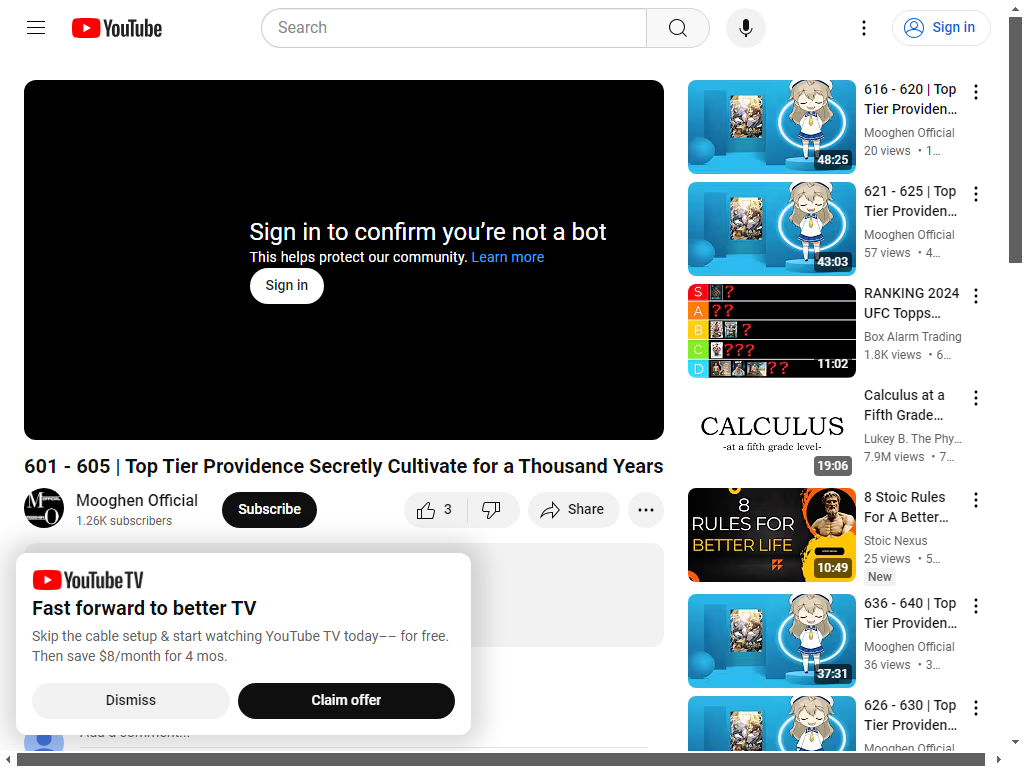 YouTube
Search
Sign in
Sign in to confirm you’re not a bot
This helps protect our community. Learn more
Sign in
601 - 605 | Top Tier Providence Secretly Cultivate for a Thousand Years
Mooghen Official
1.26K subscribers
Subscribe
3
Share
YouTube TV
Fast forward to better TV
Skip the cable setup & start watching YouTube TV today–– for free.
Then save $8/month for 4 mos.
Dismiss
Claim offer
48:25
616 - 620 | Top
Tier Providen...
Mooghen Official
20 views • 1...
43:03
621 - 625 | Top
Tier Providen...
Mooghen Official
57 views • 4...
S ?
A ? ?
B ?
C ? ? ?
D ? ?
11:02
RANKING 2024
UFC Topps...
Box Alarm Trading
1.8K views • 6...
CALCULUS
-at a fifth grade level-
19:06
Calculus at a
Fifth Grade...
Lukey B. The Phy...
7.9M views • 7...
8
RULES FOR
BETTER LIFE
10:49
8 Stoic Rules
For A Better...
Stoic Nexus
25 views • 5...
New
37:31
636 - 640 | Top
Tier Providen...
Mooghen Official
36 views • 3...
626 - 630 | Top
Tier Providen...
Mooghen Official